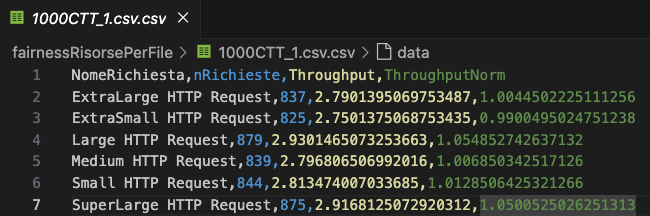 1000CTT_1.csv.csv ×
fairnessRisorsePerFile > 1000CTT_1.csv.csv > data
1 NomeRichiesta,nRichieste,Throughput,ThroughputNorm
2 ExtraLarge HTTP Request,837,2.7901395069753487,1.0044502225111256
3 ExtraSmall HTTP Request,825,2.7501375068753435,0.9900495024751238
4 Large HTTP Request,879,2.9301465073253663,1.054852742637132
5 Medium HTTP Request,839,2.796806506992016,1.006850342517126
6 Small HTTP Request,844,2.813474007033685,1.0128506425321266
7 SuperLarge HTTP Request,875,2.9168125072920312,1.0500525026251313